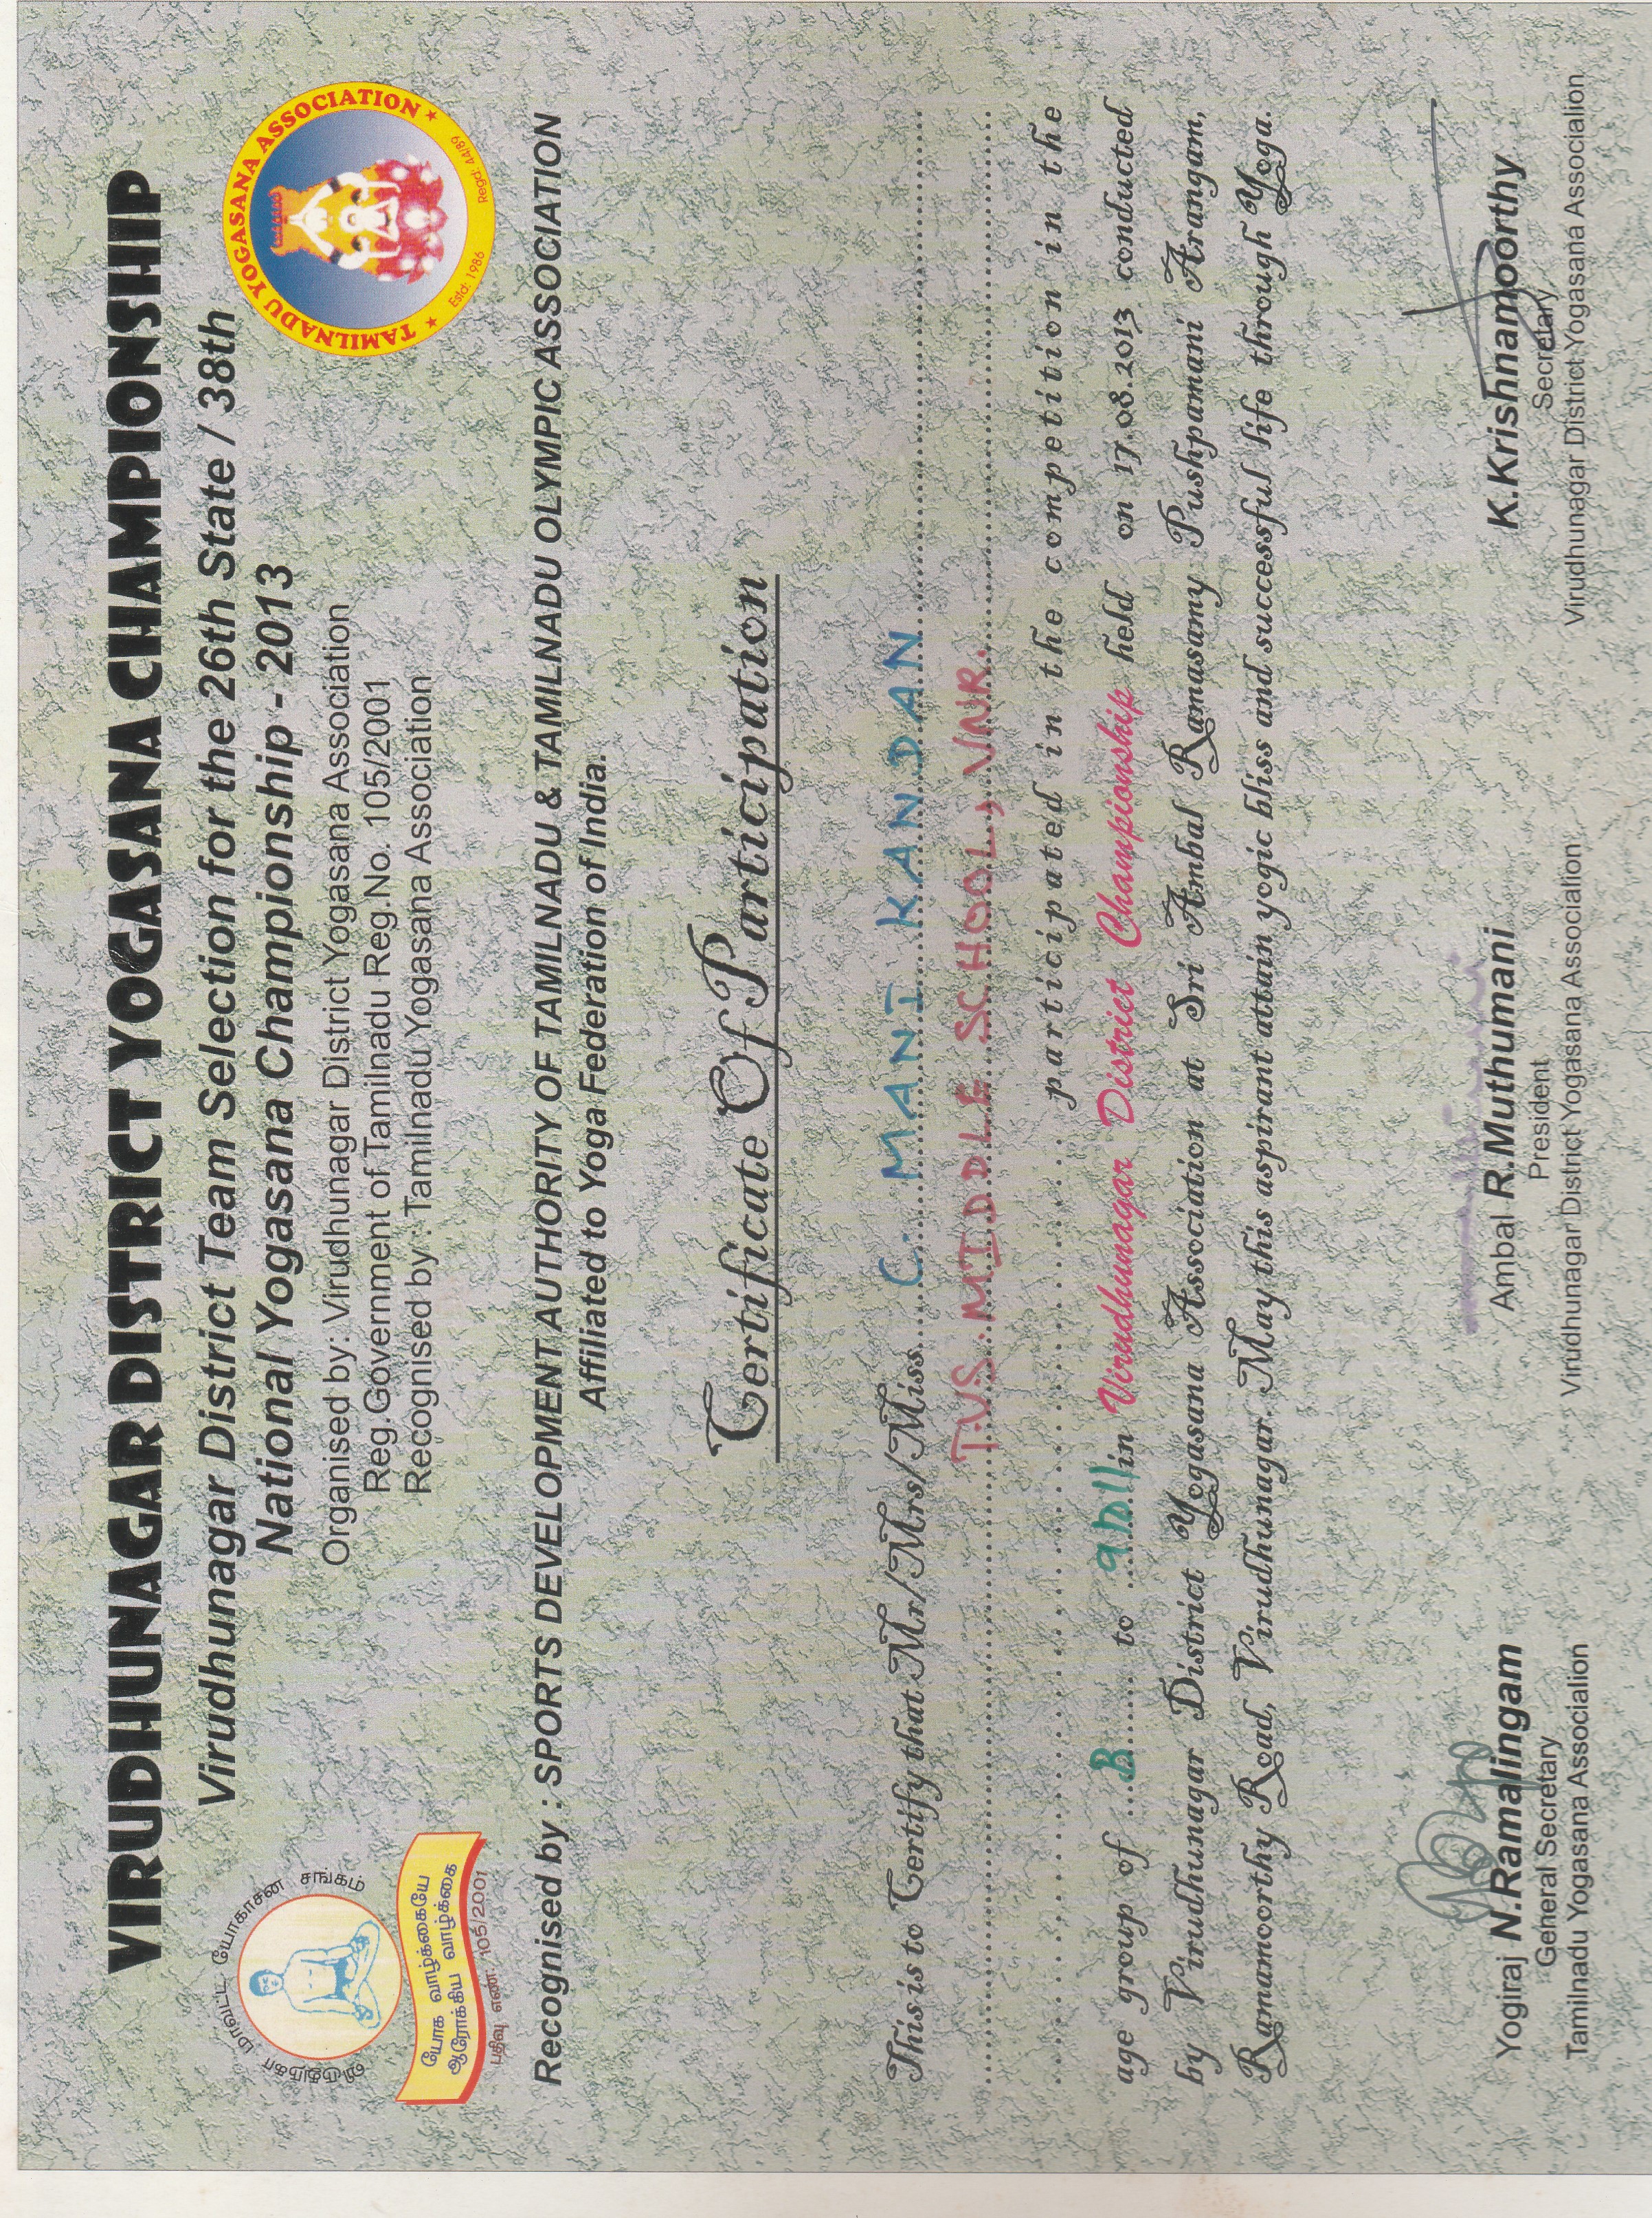 VIRUDHUNAGAR DISTRICT YOGASANA CHAMPIONSHIP
Virudhunagar District Team Selection for the 26th State / 38th
National Yogasana Championship - 2013
Organised by: Virudhunagar District Yogasana Association
Reg.Government of Tamilnadu Reg.No. 105/2001
Recognised by : Tamilnadu Yogasana Association
விருதுநகர் மாவட்ட யோகாசன சங்கம்
யோக வாழ்க்கையே
ஆரோக்கிய வாழ்க்கை
பதிவு எண்: 105/2001
★ TAMILNADU YOGASANA ASSOCIATION ★
Estd: 1986 Regd: 44/89
Recognised by : SPORTS DEVELOPMENT AUTHORITY OF TAMILNADU & TAMILNADU OLYMPIC ASSOCIATION
Affiliated to Yoga Federation of India.
Certificate Of Participation
This is to Certify that Mr/Mrs/Miss C. MANI KANDAN
T.V.S. MIDDLE SCHOOL, VNR.
participated in the competition in the
age group of B to in Virudhunagar District Championship held on 17.08.2013 conducted
by Virudhunagar District Yogasana Association at Sri Ambal Ramasamy Pushpamani Arangam,
Ramamoorthy Road, Virudhunagar. May this aspirant attain yogic bliss and successful life through Yoga.
Yogiraj N.Ramalingam
General Secretary
Tamilnadu Yogasana Associalion
Ambal R.Muthumani
President
Virudhunagar District Yogasana Association
K.Krishnamoorthy
Secretary
Virudhunagar District Yogasana Associalion